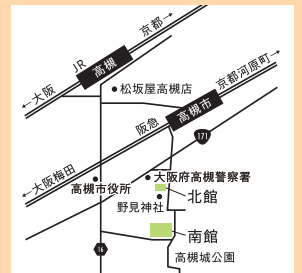 京都→
JR 高槻
←大阪
松坂屋高槻店
京都河原町→
阪急 高槻市
171
←大阪梅田
大阪府高槻警察署
高槻市役所
北館
野見神社
南館
16
高槻城公園